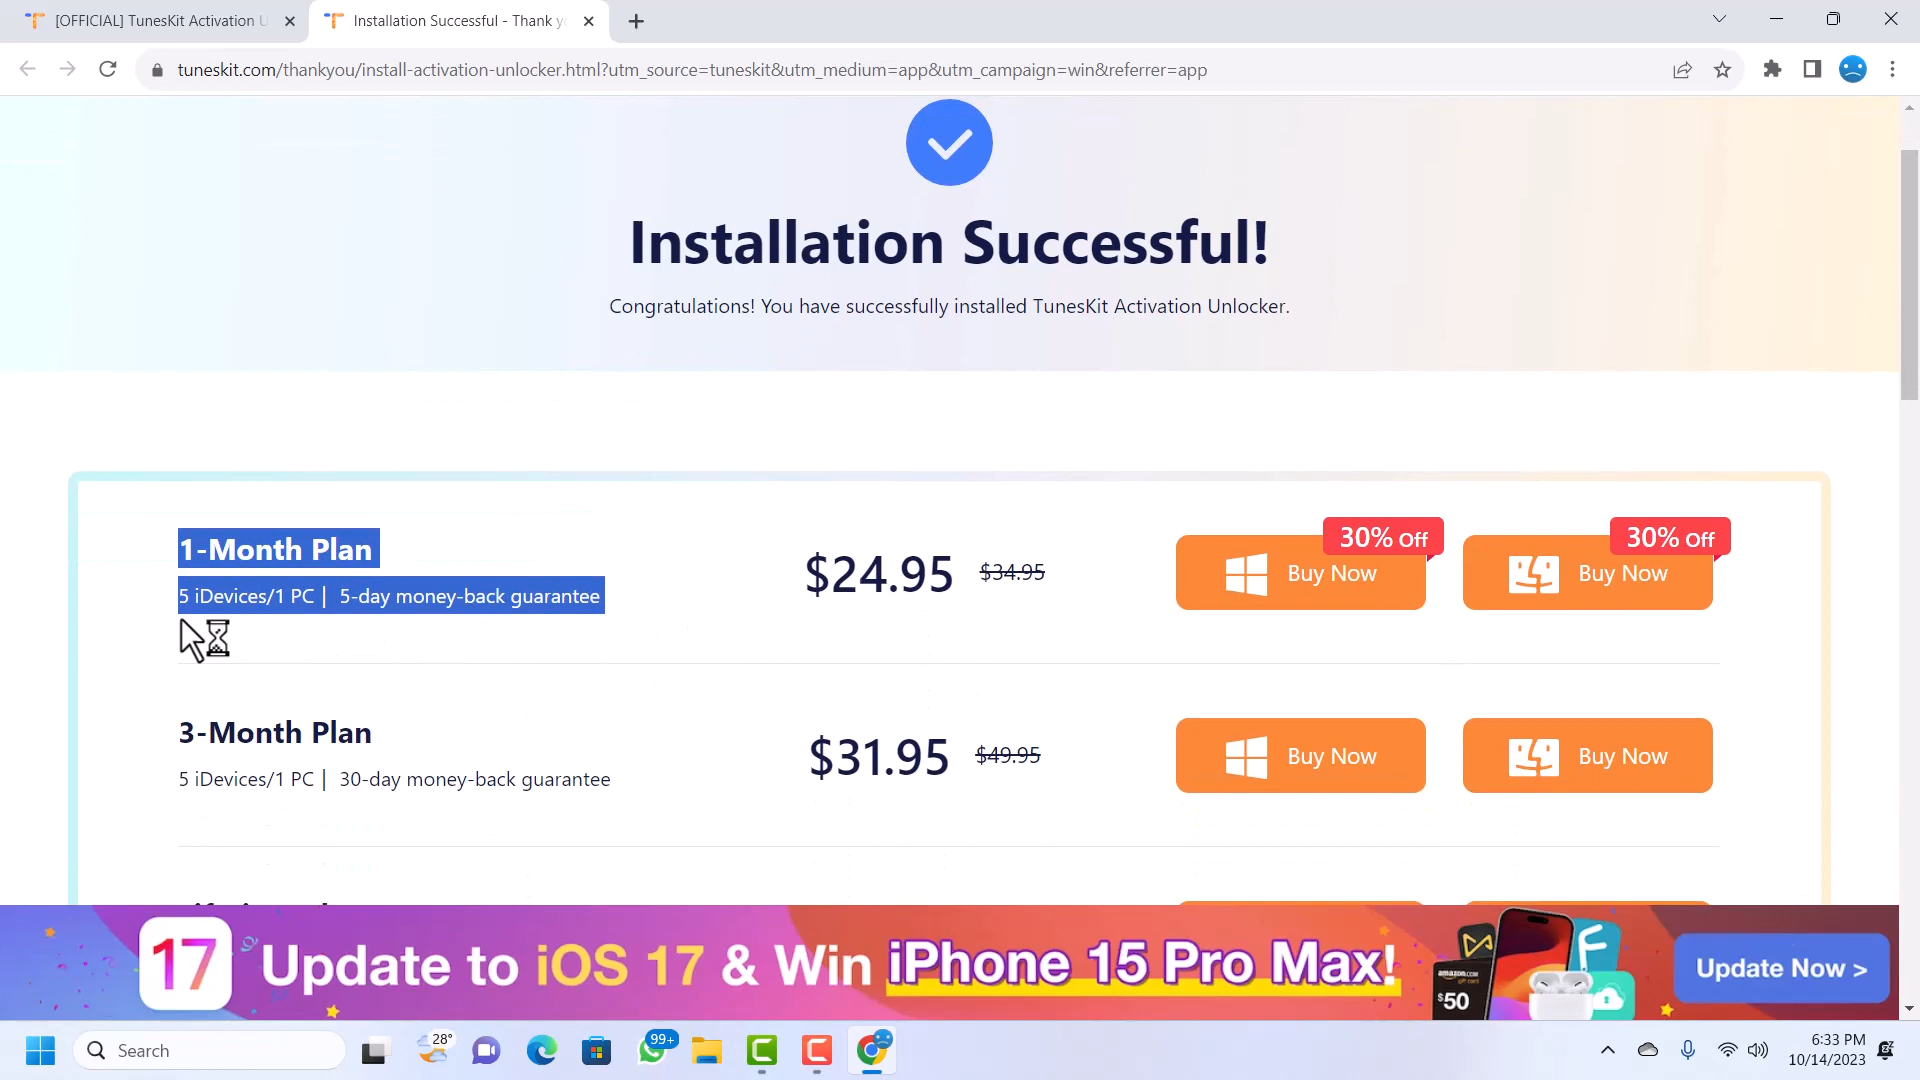 [OFFICIAL] TunesKit Activation U
Installation Successful - Thank y
tuneskit.com/thankyou/install-activation-unlocker.html?utm_source=tuneskit&utm_medium=app&utm_campaign=win&referrer=app
Installation Successful!
Congratulations! You have successfully installed TunesKit Activation Unlocker.
1-Month Plan
5 iDevices/1 PC | 5-day money-back guarantee
$24.95 $34.95
30% Off
Buy Now
30% Off
Buy Now
3-Month Plan
5 iDevices/1 PC | 30-day money-back guarantee
$31.95 $49.95
Buy Now
Buy Now
17 Update to iOS 17 & Win iPhone 15 Pro Max!
amazon.com
$50
Update Now >
Search
28°
99+
6:33 PM
10/14/2023